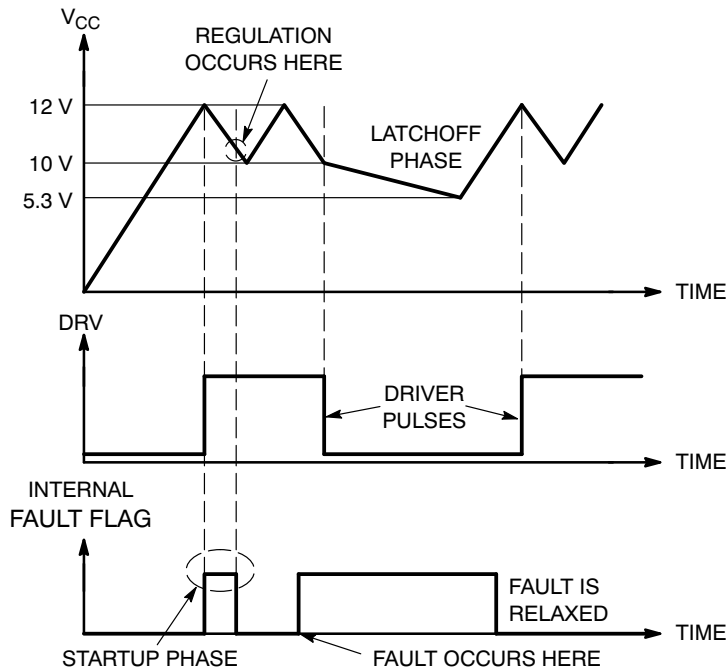 VCC
REGULATION
OCCURS HERE
12 V
LATCHOFF
PHASE
10 V
5.3 V
TIME
DRV
DRIVER
PULSES
TIME
INTERNAL
FAULT FLAG
FAULT IS
RELAXED
TIME
STARTUP PHASE
FAULT OCCURS HERE